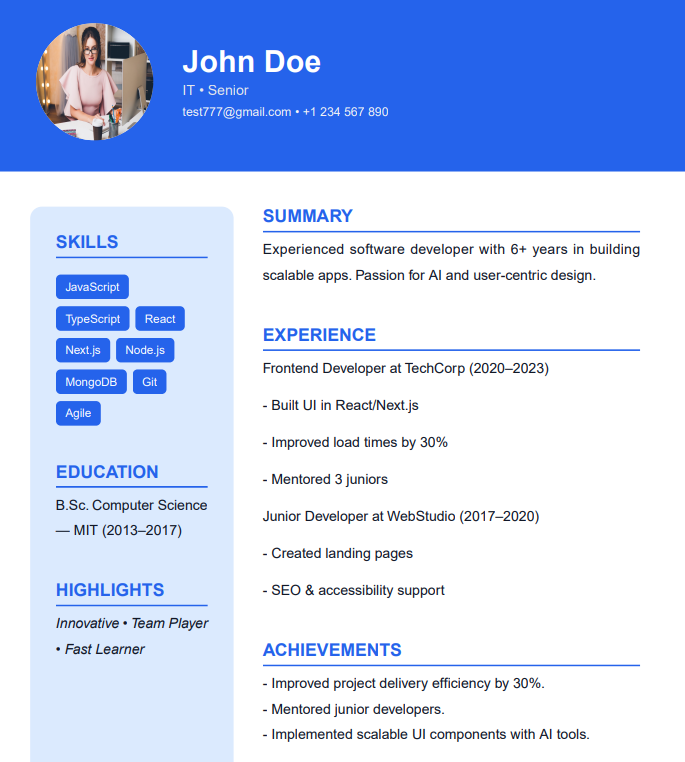 John Doe
IT • Senior
test777@gmail.com • +1 234 567 890
SKILLS
JavaScript
TypeScript React
Next.js Node.js
MongoDB Git
Agile
EDUCATION
B.Sc. Computer Science
— MIT (2013–2017)
HIGHLIGHTS
Innovative • Team Player
• Fast Learner
SUMMARY
Experienced software developer with 6+ years in building
scalable apps. Passion for AI and user-centric design.
EXPERIENCE
Frontend Developer at TechCorp (2020–2023)
- Built UI in React/Next.js
- Improved load times by 30%
- Mentored 3 juniors
Junior Developer at WebStudio (2017–2020)
- Created landing pages
- SEO & accessibility support
ACHIEVEMENTS
- Improved project delivery efficiency by 30%.
- Mentored junior developers.
- Implemented scalable UI components with AI tools.